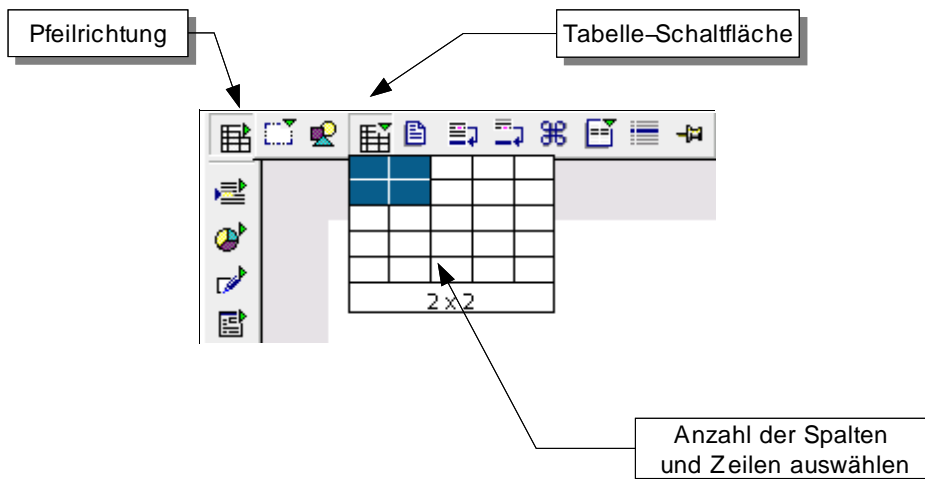 Pfeilrichtung
Tabelle–Schaltfläche
2 x 2
Anzahl der Spalten
und Zeilen auswählen